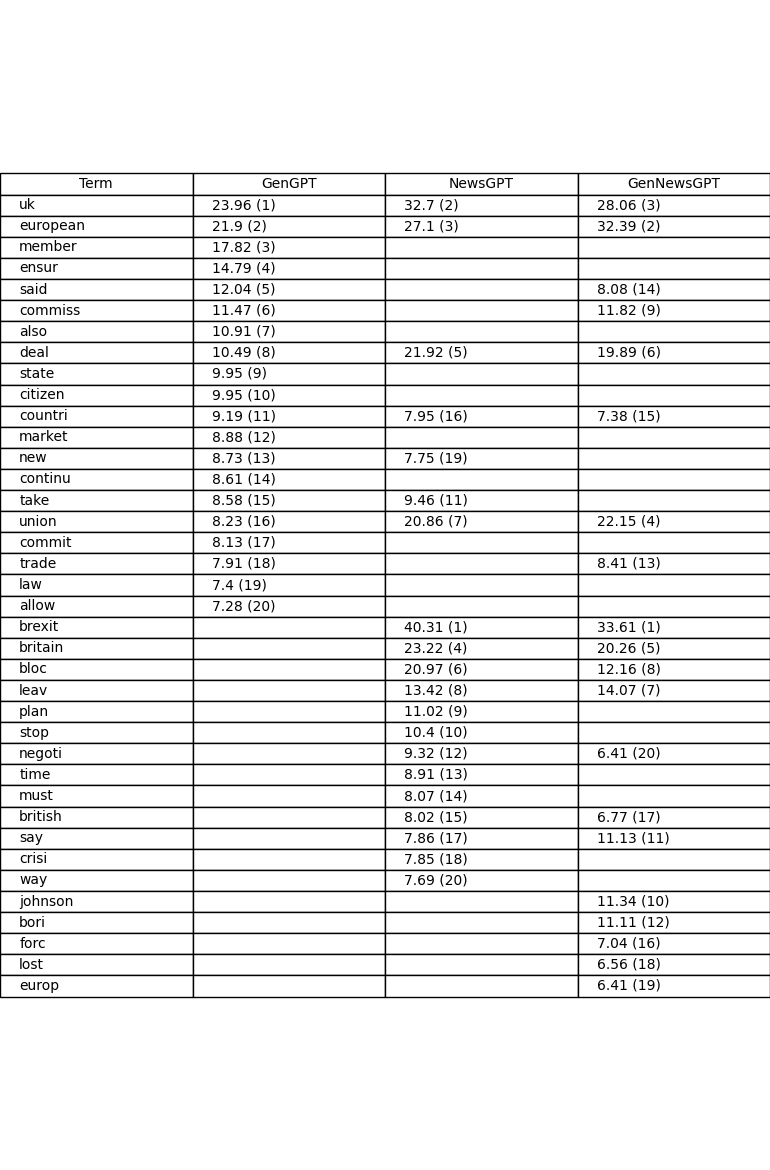 Term GenGPT NewsGPT GenNewsGPT
uk 23.96 (1) 32.7 (2) 28.06 (3)
european 21.9 (2) 27.1 (3) 32.39 (2)
member 17.82 (3)
ensur 14.79 (4)
said 12.04 (5) 8.08 (14)
commiss 11.47 (6) 11.82 (9)
also 10.91 (7)
deal 10.49 (8) 21.92 (5) 19.89 (6)
state 9.95 (9)
citizen 9.95 (10)
countri 9.19 (11) 7.95 (16) 7.38 (15)
market 8.88 (12)
new 8.73 (13) 7.75 (19)
continu 8.61 (14)
take 8.58 (15) 9.46 (11)
union 8.23 (16) 20.86 (7) 22.15 (4)
commit 8.13 (17)
trade 7.91 (18) 8.41 (13)
law 7.4 (19)
allow 7.28 (20)
brexit 40.31 (1) 33.61 (1)
britain 23.22 (4) 20.26 (5)
bloc 20.97 (6) 12.16 (8)
leav 13.42 (8) 14.07 (7)
plan 11.02 (9)
stop 10.4 (10)
negoti 9.32 (12) 6.41 (20)
time 8.91 (13)
must 8.07 (14)
british 8.02 (15) 6.77 (17)
say 7.86 (17) 11.13 (11)
crisi 7.85 (18)
way 7.69 (20)
johnson 11.34 (10)
bori 11.11 (12)
forc 7.04 (16)
lost 6.56 (18)
europ 6.41 (19)